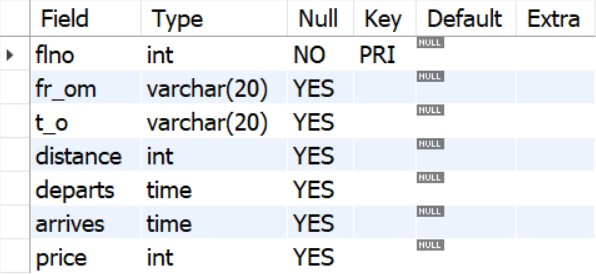 Field Type Null Key Default Extra
flno int NO PRI NULL
fr_om varchar(20) YES NULL
t_o varchar(20) YES NULL
distance int YES NULL
departs time YES NULL
arrives time YES NULL
price int YES NULL